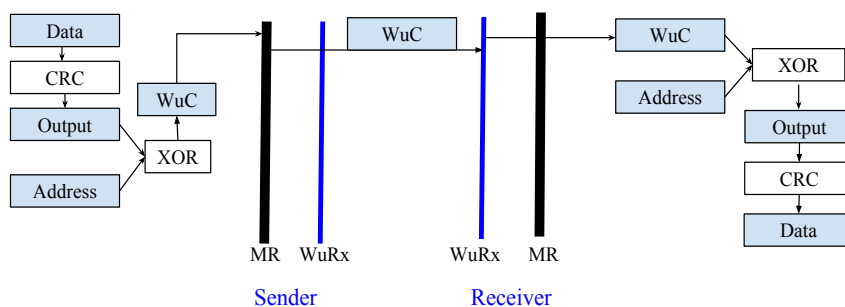 Data
CRC
Output
Address
XOR
WuC
MR
WuRx
Sender
WuC
WuRx
MR
Receiver
WuC
Address
XOR
Output
CRC
Data